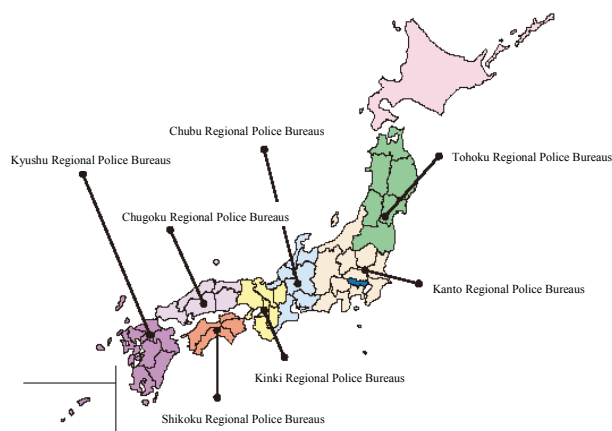 Chubu Regional Police Bureaus
Kyushu Regional Police Bureaus
Tohoku Regional Police Bureaus
Chugoku Regional Police Bureaus
Kanto Regional Police Bureaus
Kinki Regional Police Bureaus
Shikoku Regional Police Bureaus